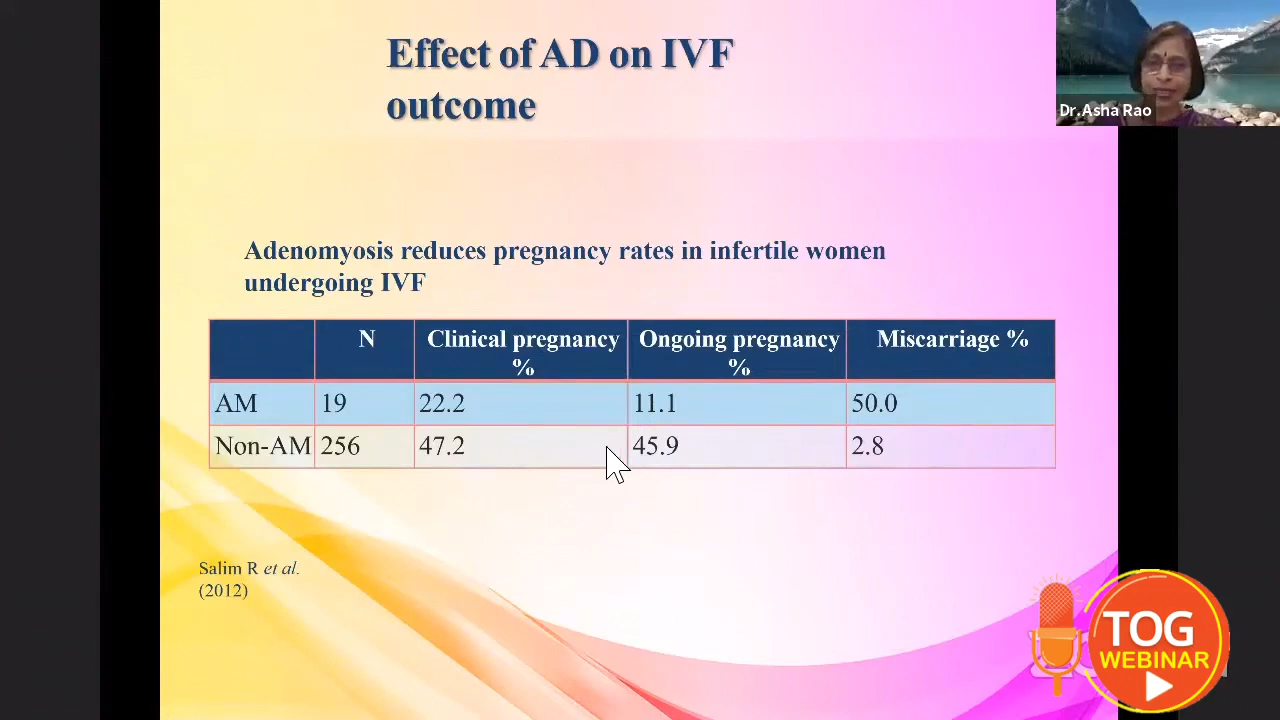 Effect of AD on IVF
outcome
Dr.Asha Rao
Adenomyosis reduces pregnancy rates in infertile women
undergoing IVF
N Clinical pregnancy % Ongoing pregnancy % Miscarriage %
AM 19 22.2 11.1 50.0
Non-AM 256 47.2 45.9 2.8
Salim R et al.
(2012)
TOG
WEBINAR